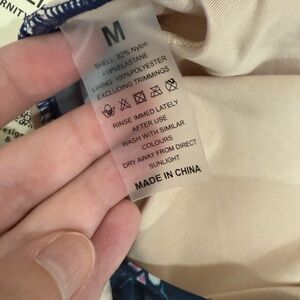 M
SHELL: 82% Nylon
+18%ELASTANE
LINING: 100%POLYESTER
EXCLUDING TRIMMINGS
RINSE IMMED LATELY
AFTER USE
WASH WITH SIMILAR
COLOURS
DRY AWAY FROM DIRECT
SUNLIGHT
MADE IN CHINA